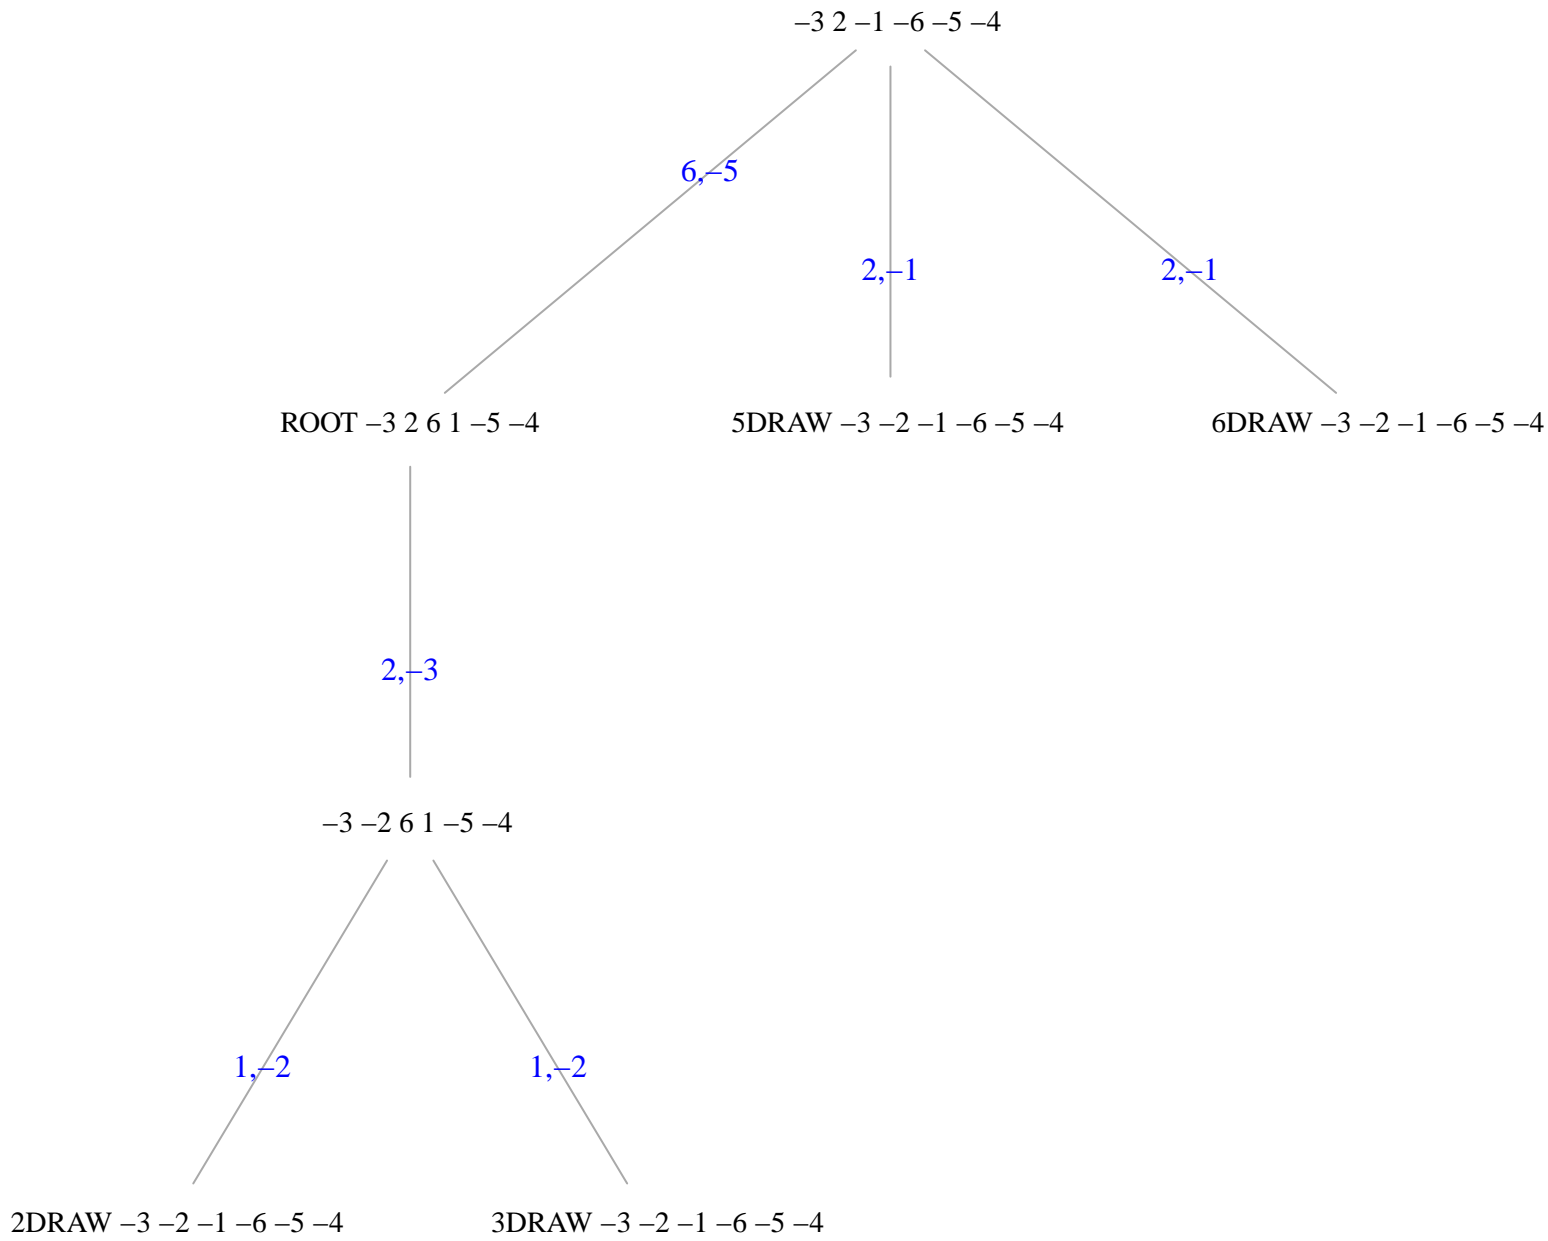 –3 2 –1 –6 –5 –4
6,–5
2,–1
2,–1
ROOT –3 2 6 1 –5 –4
5DRAW –3 –2 –1 –6 –5 –4
6DRAW –3 –2 –1 –6 –5 –4
2,–3
–3 –2 6 1 –5 –4
1,–2
1,–2
2DRAW –3 –2 –1 –6 –5 –4
3DRAW –3 –2 –1 –6 –5 –4